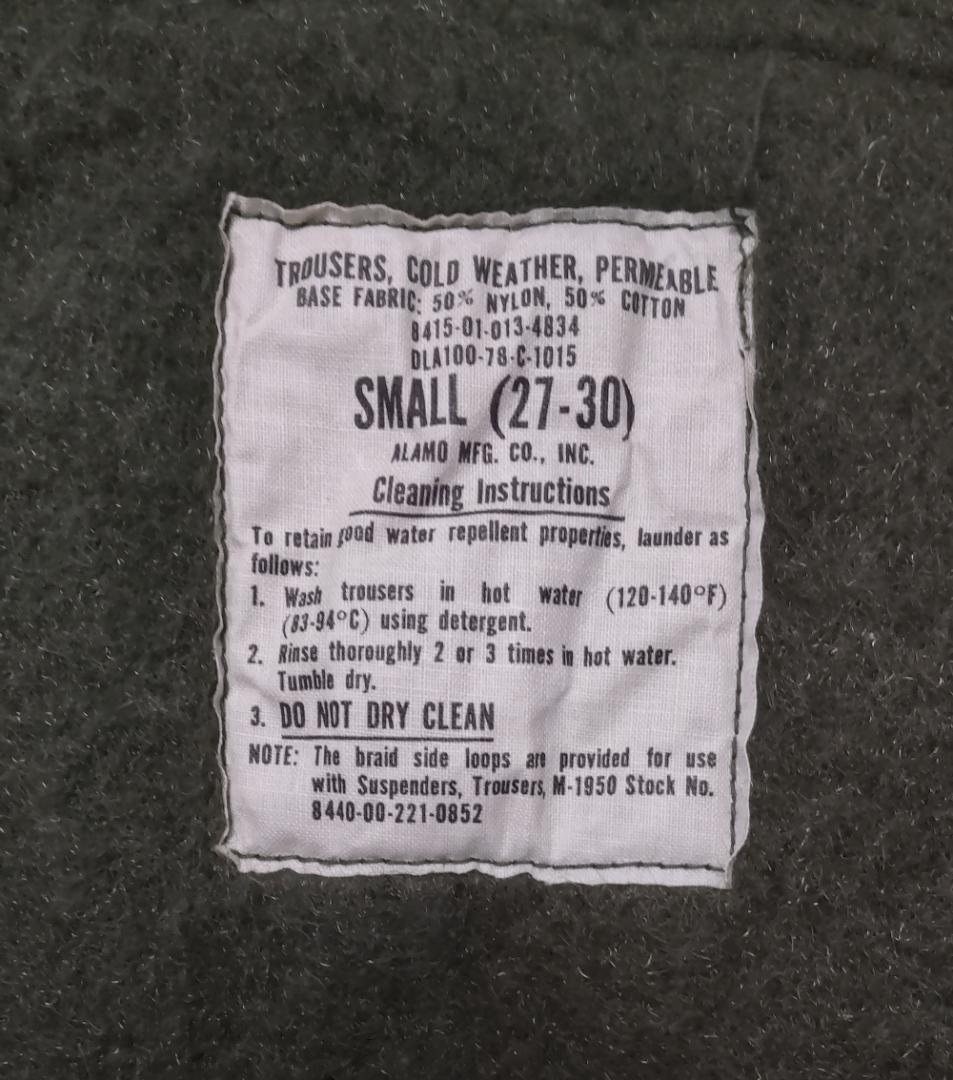 TROUSERS, COLD WEATHER, PERMEABLE
BASE FABRIC: 50% NYLON, 50% COTTON
8415-01-013-4834
DLA100-78-C-1015
SMALL (27-30)
ALAMO MFG. CO., INC.
Cleaning Instructions
To retain good water repellent properties, launder as
follows:
1. Wash trousers in hot water (120-140°F)
(83-94°C) using detergent.
2. Rinse thoroughly 2 or 3 times in hot water.
Tumble dry.
3. DO NOT DRY CLEAN
NOTE: The braid side loops are provided for use
with Suspenders, Trousers, M-1950 Stock No.
8440-00-221-0852